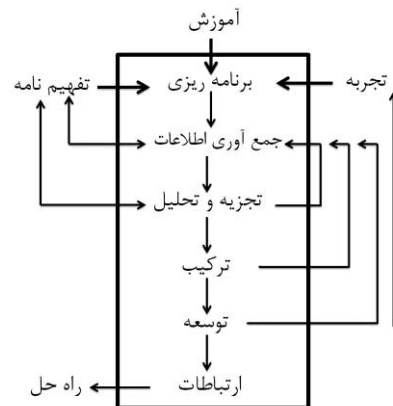 آموزش
تجربه
برنامه ریزی
تفهیم نامه
جمع آوری اطلاعات
تجزیه و تحلیل
ترکیب
توسعه
ارتباطات
راه حل